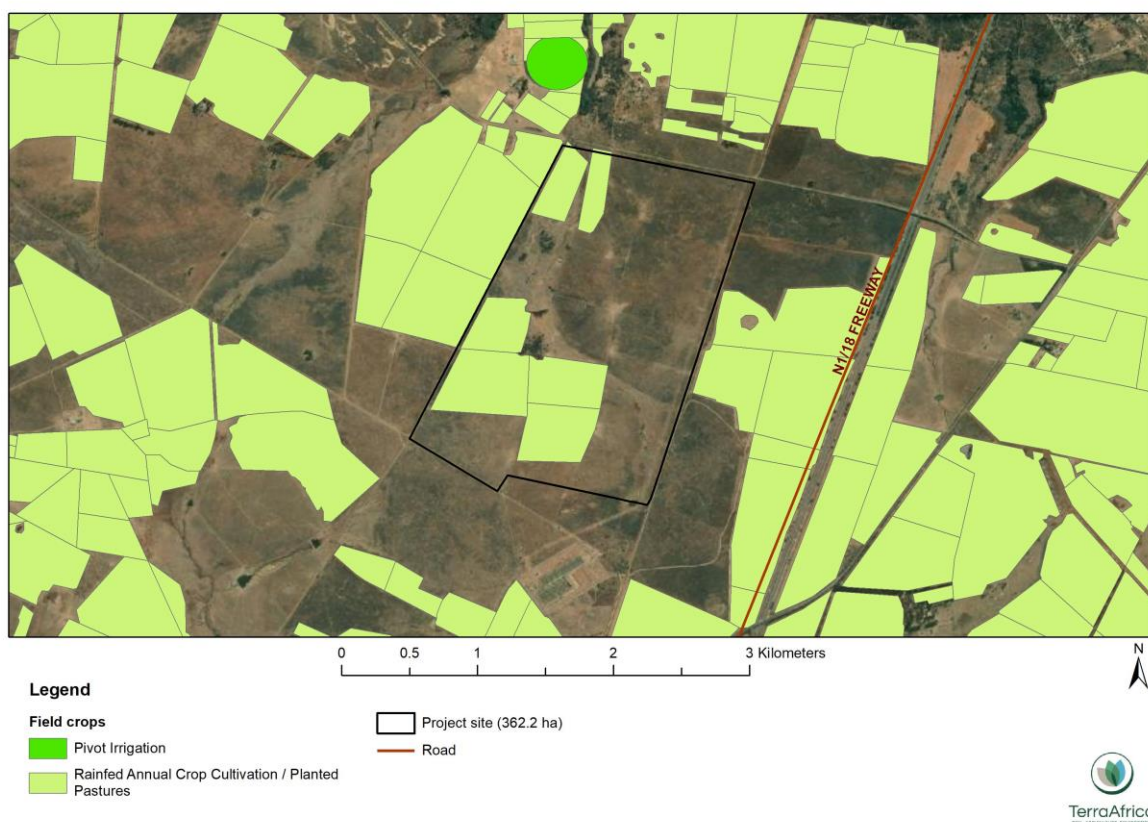 N1/18 FREEWAY
0 0.5 1 2 3 Kilometers
N
Legend
Field crops
Pivot Irrigation
Rainfed Annual Crop Cultivation / Planted
Pastures
Project site (362.2 ha)
Road
TerraAfrica